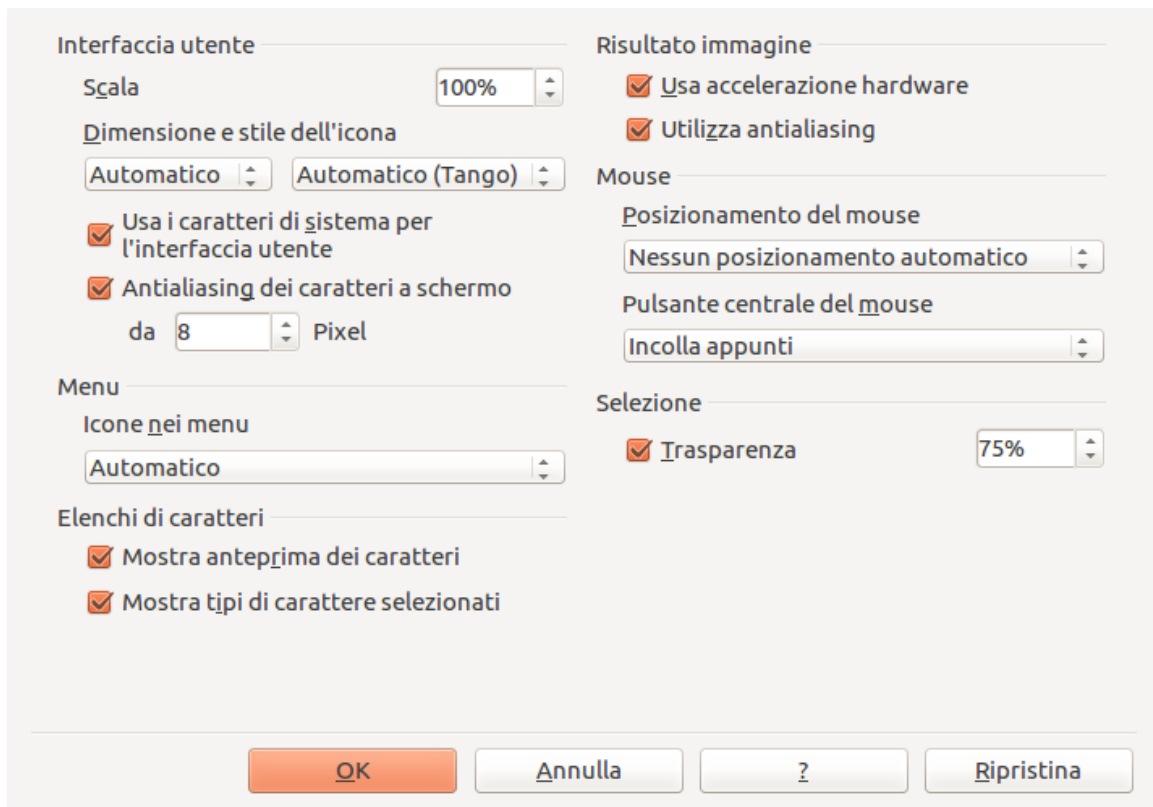 Interfaccia utente
Scala 100%
Dimensione e stile dell'icona
Automatico Automatico (Tango)
Usa i caratteri di sistema per
l'interfaccia utente
Antialiasing dei caratteri a schermo
da 8 Pixel
Menu
Icone nei menu
Automatico
Elenchi di caratteri
Mostra anteprima dei caratteri
Mostra tipi di carattere selezionati
Risultato immagine
Usa accelerazione hardware
Utilizza antialiasing
Mouse
Posizionamento del mouse
Nessun posizionamento automatico
Pulsante centrale del mouse
Incolla appunti
Selezione
Trasparenza 75%
OK Annulla ? Ripristina